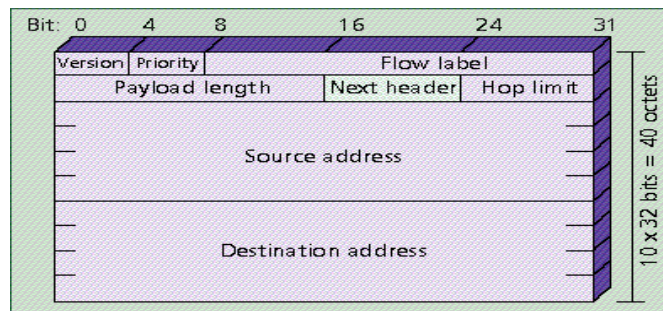 Bit: 0 4 8 16 24 31
Version Priority Flow label
Payload length Next header Hop limit
Source address
Destination address
10 x 32 bits = 40 octets